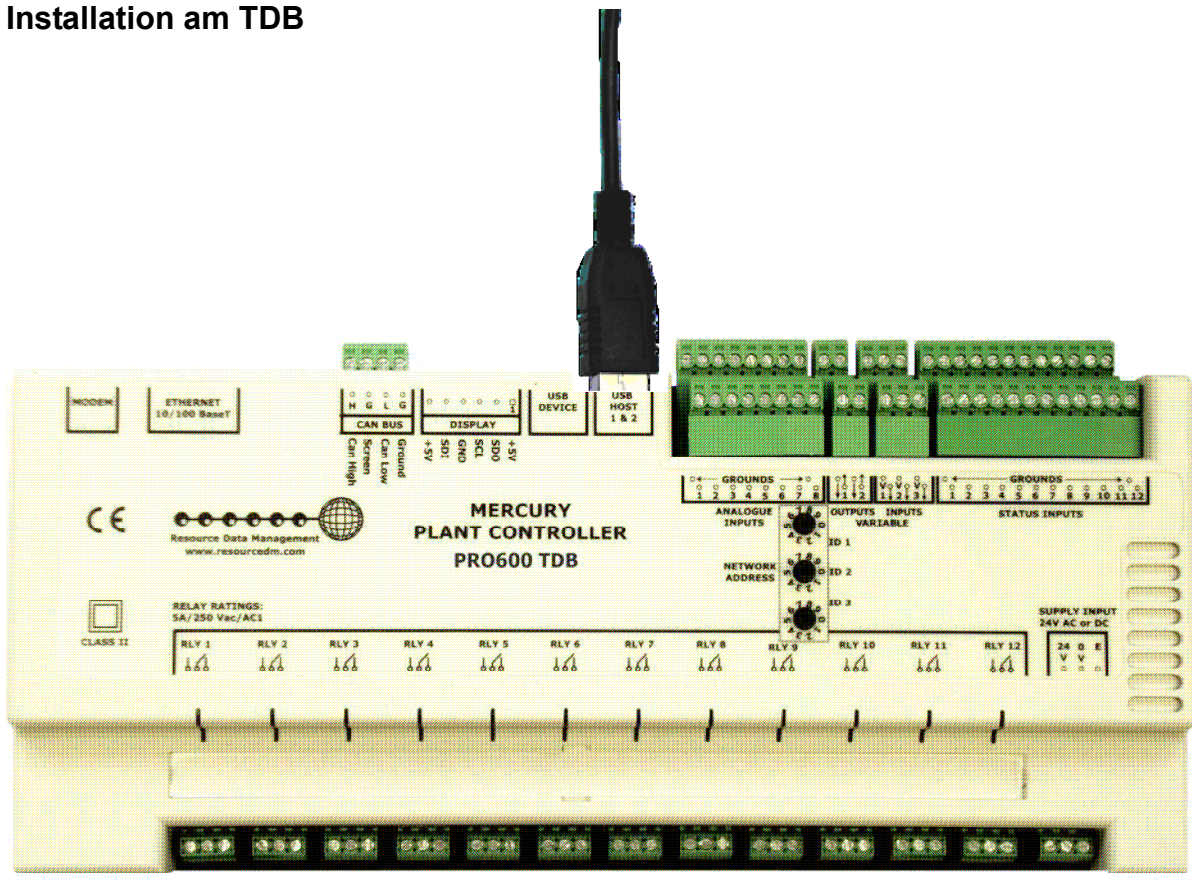 Installation am TDB
MODEM
ETHERNET
10/100 BaseT
H G L G
CAN BUS
Can High
Screen
Can Low
Ground
1
DISPLAY
+5V
SDI
GND
SCL
SDO
+5V
USB
DEVICE
USB
HOST
1 & 2
GROUNDS
1 2 3 4 5 6 7 8
ANALOGUE
INPUTS
1 2
OUTPUTS INPUTS
VARIABLE
V V V
1 2 3
GROUNDS
1 2 3 4 5 6 7 8 9 10 11 12
STATUS INPUTS
CE
Resource Data Management
www.resourcedm.com
MERCURY
PLANT CONTROLLER
PRO600 TDB
NETWORK
ADDRESS
ID 1
ID 2
ID 3
CLASS II
RELAY RATINGS:
5A/250 Vac/AC1
RLY 1 RLY 2 RLY 3 RLY 4 RLY 5 RLY 6 RLY 7 RLY 8 RLY 9 RLY 10 RLY 11 RLY 12
SUPPLY INPUT
24V AC or DC
24 0 E
V V